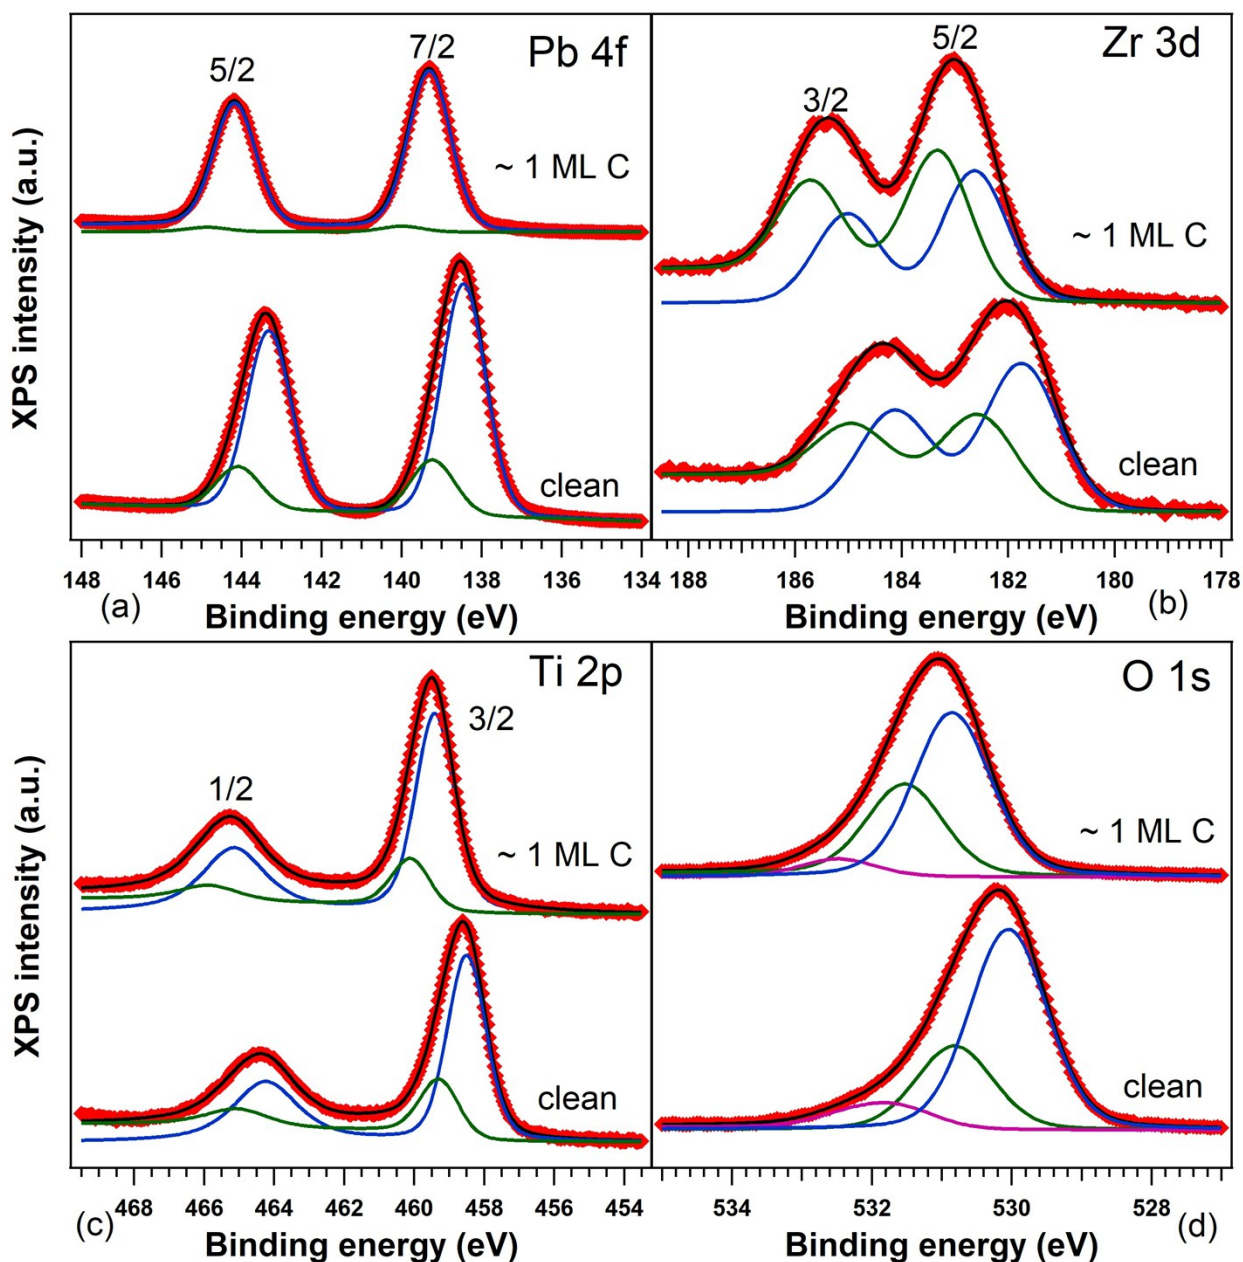 XPS intensity (a.u.)
Pb 4f
5/2
7/2
~ 1 ML C
clean
148 146 144 142 140 138 136 134
(a)
Binding energy (eV)
Zr 3d
3/2
5/2
~ 1 ML C
clean
188 186 184 182 180 178
Binding energy (eV)
(b)
XPS intensity (a.u.)
Ti 2p
1/2
3/2
~ 1 ML C
clean
468 466 464 462 460 458 456 454
(c)
Binding energy (eV)
O 1s
~ 1 ML C
clean
534 532 530 528
Binding energy (eV)
(d)